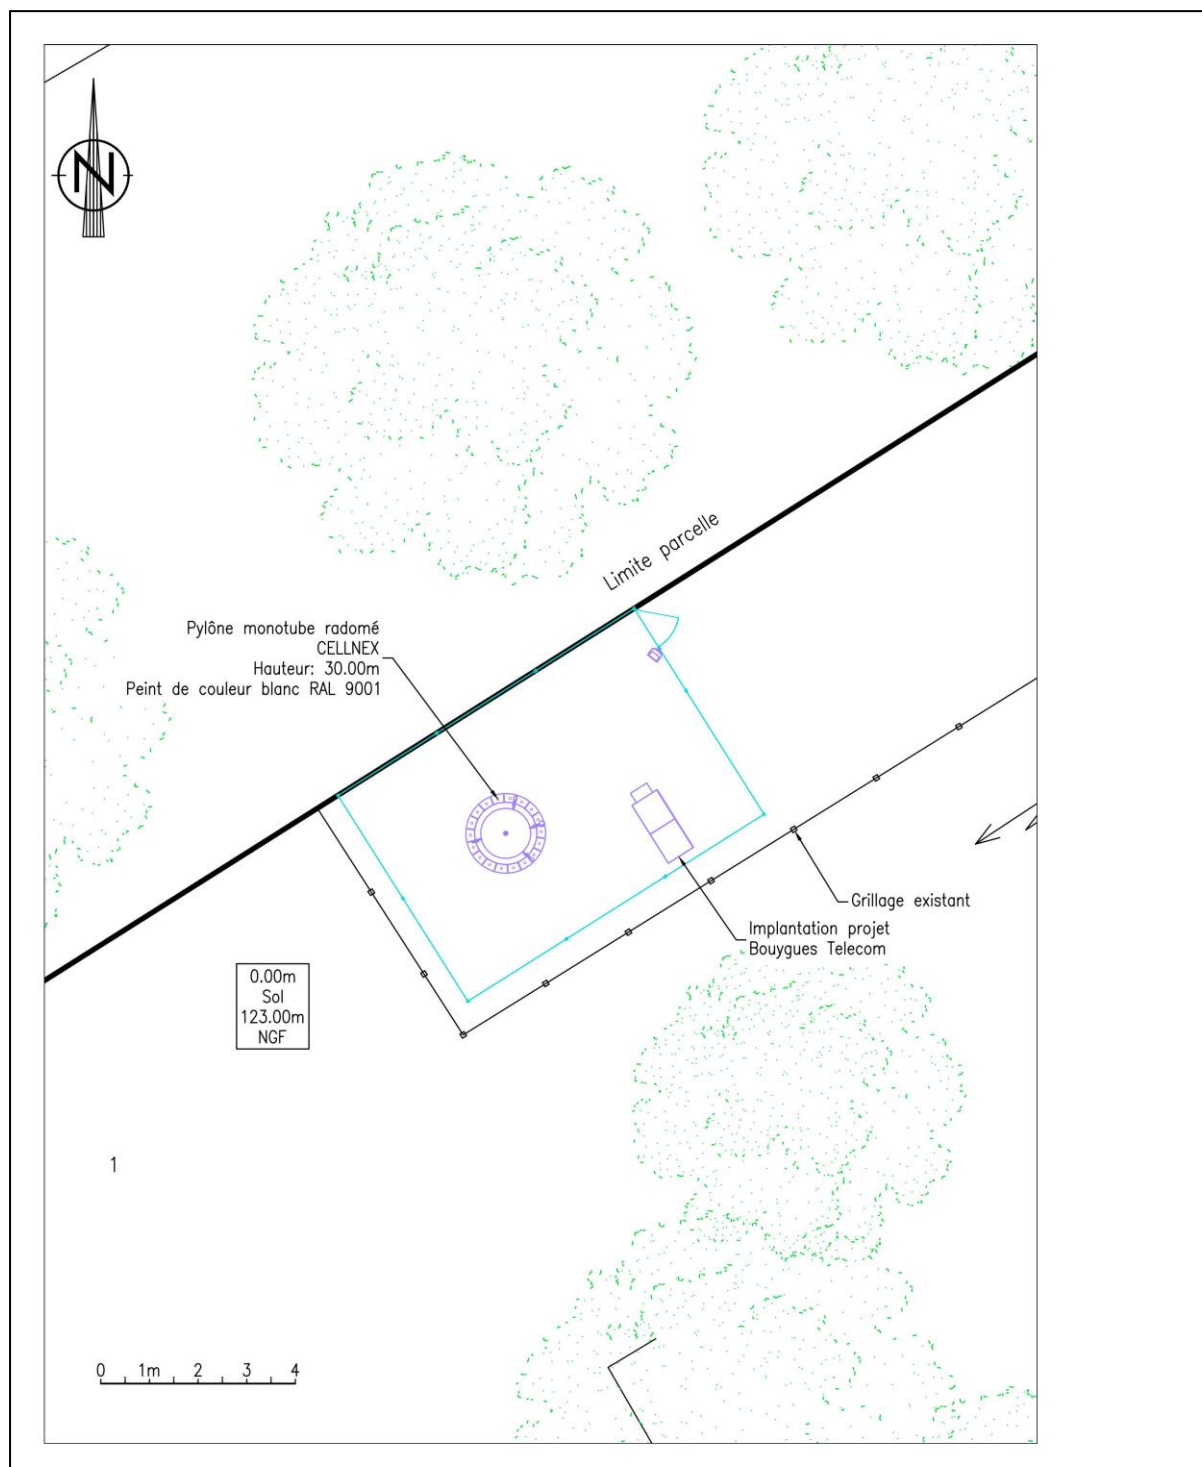 N
Limite parcelle
Pylône monotube radomé
CELLNEX
Hauteur: 30.00m
Peint de couleur blanc RAL 9001
Grillage existant
Implantation projet
Bouygues Telecom
0.00m
Sol
123.00m
NGF
1
0 1m 2 3 4